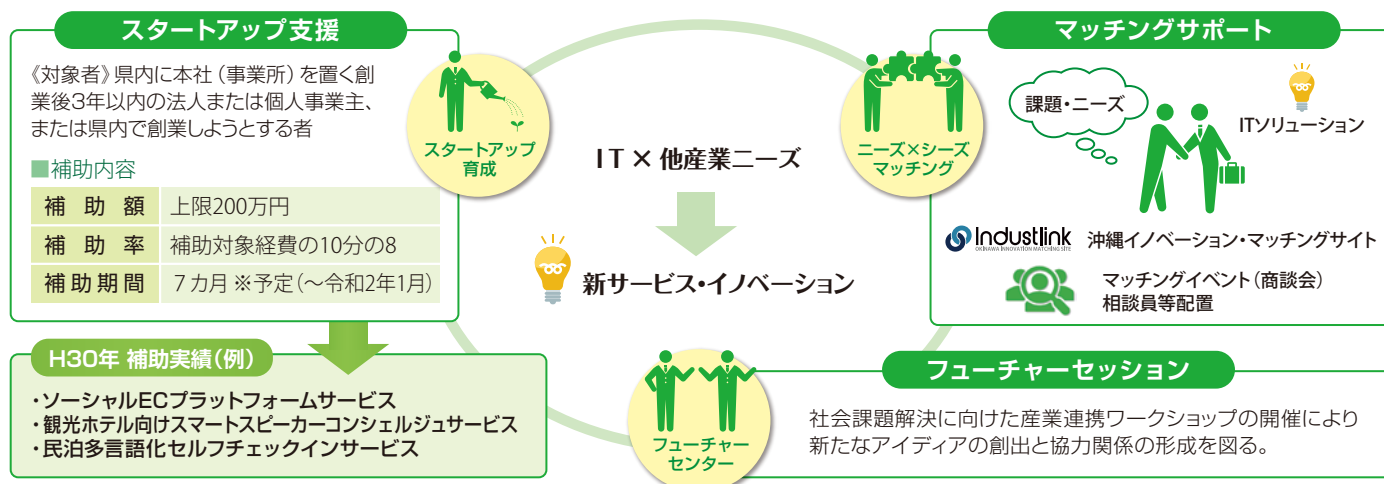 スタートアップ支援
《対象者》県内に本社(事業所)を置く創
業後3年以内の法人または個人事業主、
または県内で創業しようとする者
■補助内容
補助額 上限200万円
補助率 補助対象経費の10分の8
補助期間 7カ月 ※予定(～令和2年1月)
H30年 補助実績(例)
・ソーシャルECプラットフォームサービス
・観光ホテル向けスマートスピーカーコンシェルジュサービス
・民泊多言語化セルフチェックインサービス
スタートアップ
育成
IT×他産業ニーズ
新サービス・イノベーション
ニーズ×シーズ
マッチング
マッチングサポート
課題・ニーズ
ITソリューション
Industlink
OKINAWA INNOVATION MATCHING SITE
沖縄イノベーション・マッチングサイト
マッチングイベント(商談会)
相談員等配置
フューチャー
センター
フューチャーセッション
社会課題解決に向けた産業連携ワークショップの開催により
新たなアイディアの創出と協力関係の形成を図る。